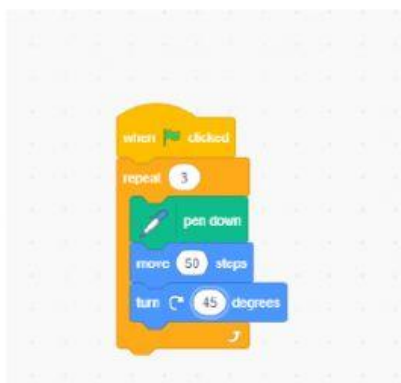 when clicked
repeat 3
pen down
move 50 steps
turn 45 degrees